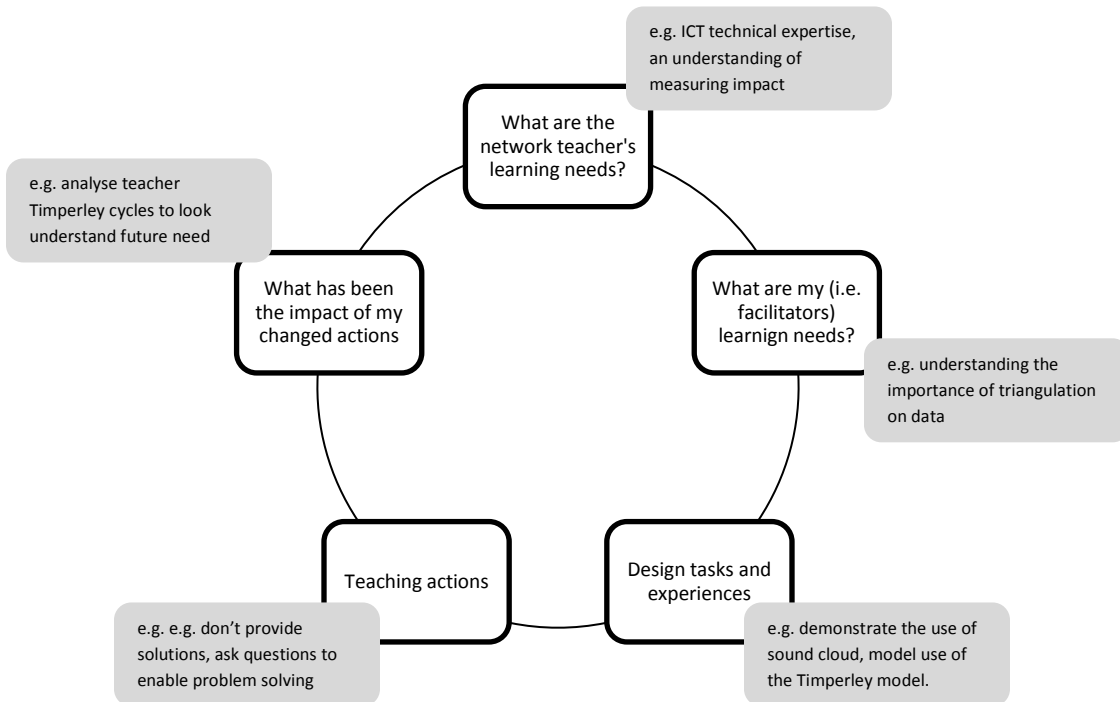 e.g. ICT technical expertise,
an understanding of
measuring impact
What are the
network teacher's
learning needs?
e.g. analyse teacher
Timperley cycles to look
understand future need
What has been
the impact of my
changed actions
What are my (i.e.
facilitators)
learnign needs?
e.g. understanding the
importance of triangulation
on data
Teaching actions
e.g. e.g. don’t provide
solutions, ask questions to
enable problem solving
Design tasks and
experiences
e.g. demonstrate the use of
sound cloud, model use of
the Timperley model.